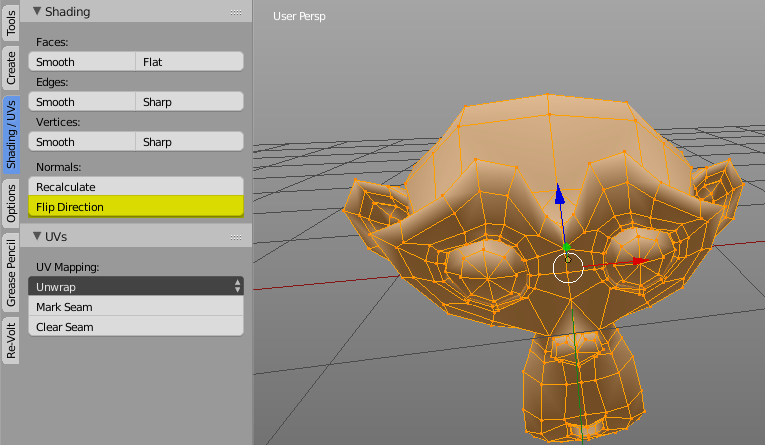 Tools
Create
Shading / UVs
Options
Grease Pencil
Re-Volt
Shading
Faces:
Smooth Flat
Edges:
Smooth Sharp
Vertices:
Smooth Sharp
Normals:
Recalculate
Flip Direction
UVs
UV Mapping:
Unwrap
Mark Seam
Clear Seam
User Persp